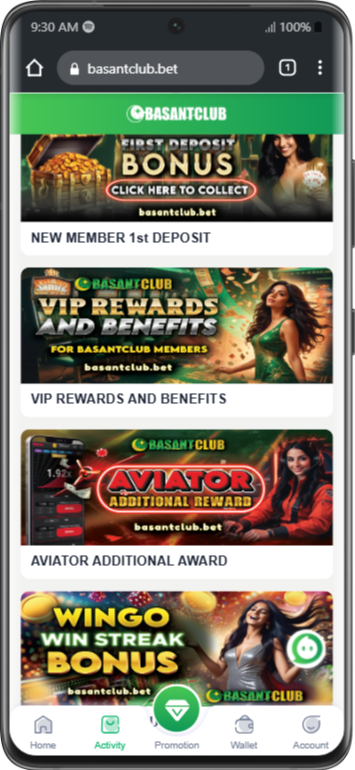 9:30 AM
100%
basantclub.bet
1
BASANTCLUB
FIRST DEPOSIT
BONUS
CLICK HERE TO COLLECT
basantclub.bet
NEW MEMBER 1st DEPOSIT
BASANTCLUB
VIP REWARDS
AND BENEFITS
FOR BASANTCLUB MEMBERS
basantclub.bet
VIP REWARDS AND BENEFITS
BASANTCLUB
1.92x
AVIATOR
ADDITIONAL REWARD
basantclub.bet
AVIATOR ADDITIONAL AWARD
WINGO
WIN STREAK
BONUS
basantclub.bet
BASANTCLUB
Home
Activity
Promotion
Wallet
Account